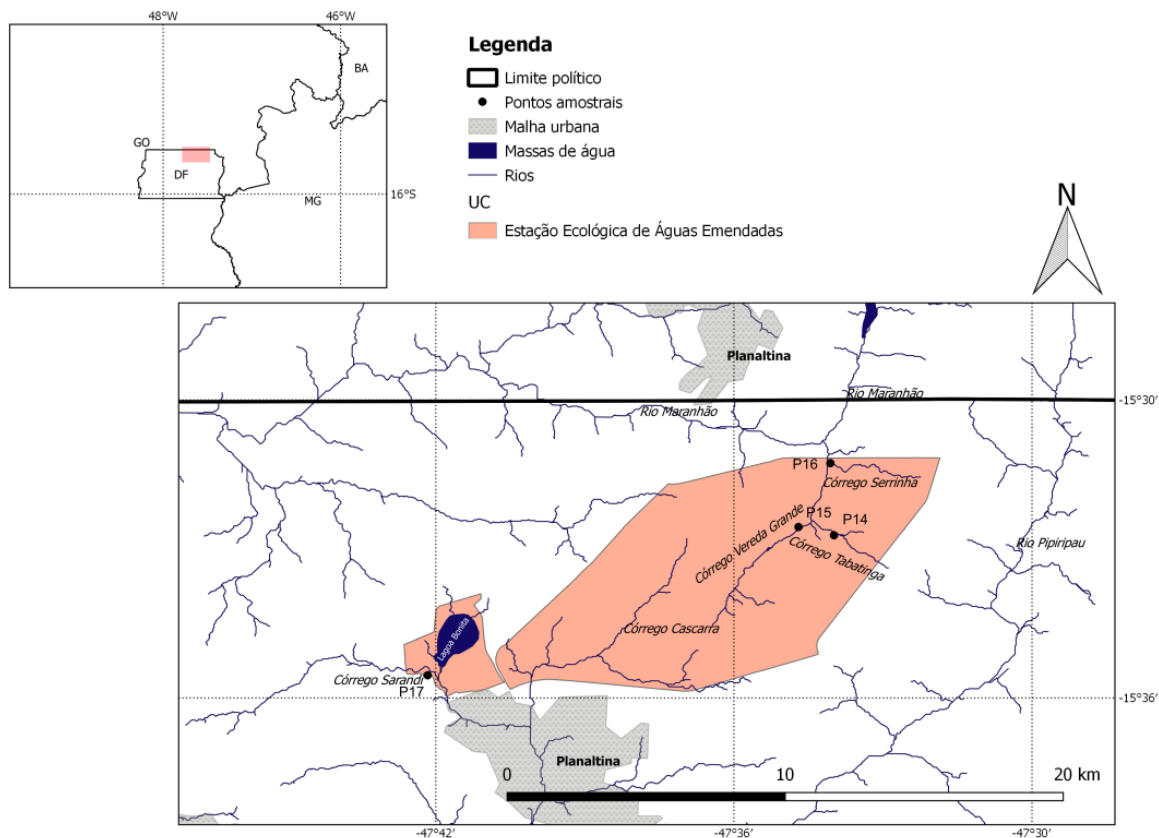 48°W
46°W
BA
GO
DF
MG
16°S
Legenda
Limite político
Pontos amostrais
Malha urbana
Massas de água
Rios
UC
Estação Ecológica de Águas Emendadas
N
Planaltina
Rio Maranhão
Rio Maranhão
-15°30'
P16
Córrego Serrinha
P15
P14
Córrego Vereda Grande
Córrego Tabatinga
Rio Pipiripau
Córrego Cascarra
Lagoa Bonita
Córrego Sarandi
P17
-15°36'
Planaltina
0
10
20 km
-47°42'
-47°36'
-47°30'